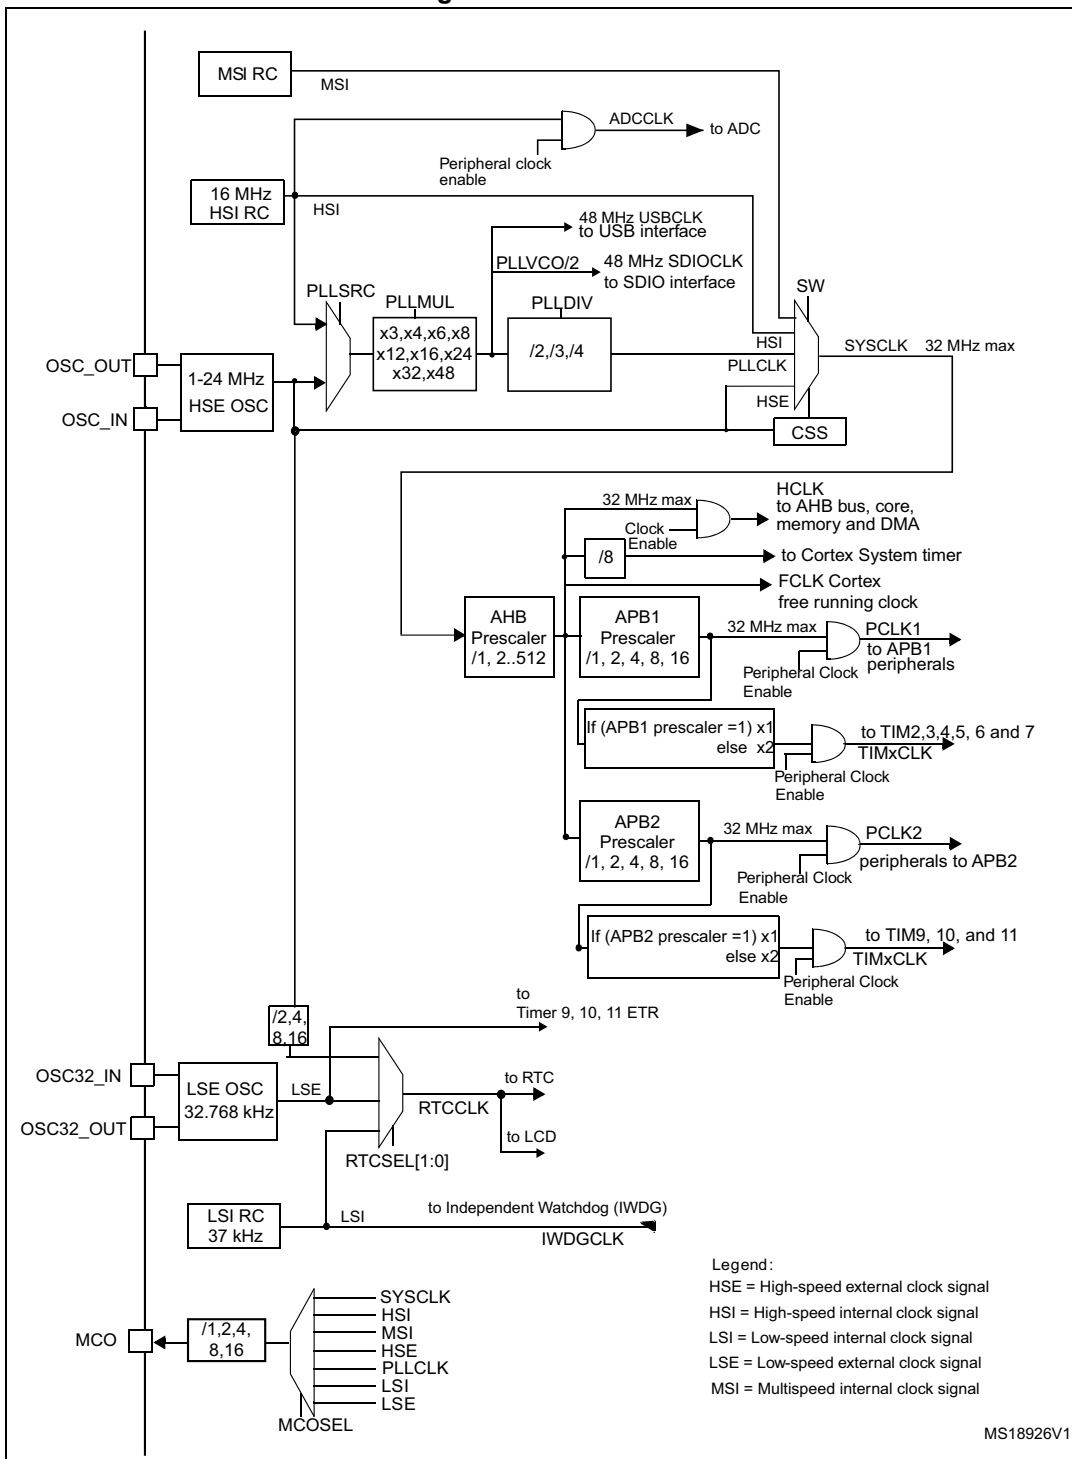 MSI RC
MSI
ADCCLK
to ADC
Peripheral clock
enable
16 MHz
HSI RC
HSI
48 MHz USBCLK
to USB interface
PLLVCO/2
48 MHz SDIOCLK
to SDIO interface
PLLSRC
PLLMUL
PLLDIV
SW
x3,x4,x6,x8
x12,x16,x24
x32,x48
/2,/3,/4
HSI
PLLCLK
HSE
SYSCLK
32 MHz max
OSC_OUT
OSC_IN
1-24 MHz
HSE OSC
CSS
32 MHz max
HCLK
to AHB bus, core,
memory and DMA
Clock
Enable
/8
to Cortex System timer
FCLK Cortex
free running clock
AHB
Prescaler
/1, 2..512
APB1
Prescaler
/1, 2, 4, 8, 16
32 MHz max
PCLK1
to APB1
peripherals
Peripheral Clock
Enable
If (APB1 prescaler =1) x1
else x2
to TIM2,3,4,5, 6 and 7
TIMxCLK
Peripheral Clock
Enable
APB2
Prescaler
/1, 2, 4, 8, 16
32 MHz max
PCLK2
peripherals to APB2
Peripheral Clock
Enable
If (APB2 prescaler =1) x1
else x2
to TIM9, 10, and 11
TIMxCLK
Peripheral Clock
Enable
/2,4,
8,16
to
Timer 9, 10, 11 ETR
OSC32_IN
OSC32_OUT
LSE OSC
32.768 kHz
LSE
RTCCLK
to RTC
to LCD
RTCSEL[1:0]
LSI RC
37 kHz
LSI
to Independent Watchdog (IWDG)
IWDGCLK
MCO
/1,2,4,
8,16
SYSCLK
HSI
MSI
HSE
PLLCLK
LSI
LSE
MCOSEL
Legend:
HSE = High-speed external clock signal
HSI = High-speed internal clock signal
LSI = Low-speed internal clock signal
LSE = Low-speed external clock signal
MSI = Multispeed internal clock signal
MS18926V1